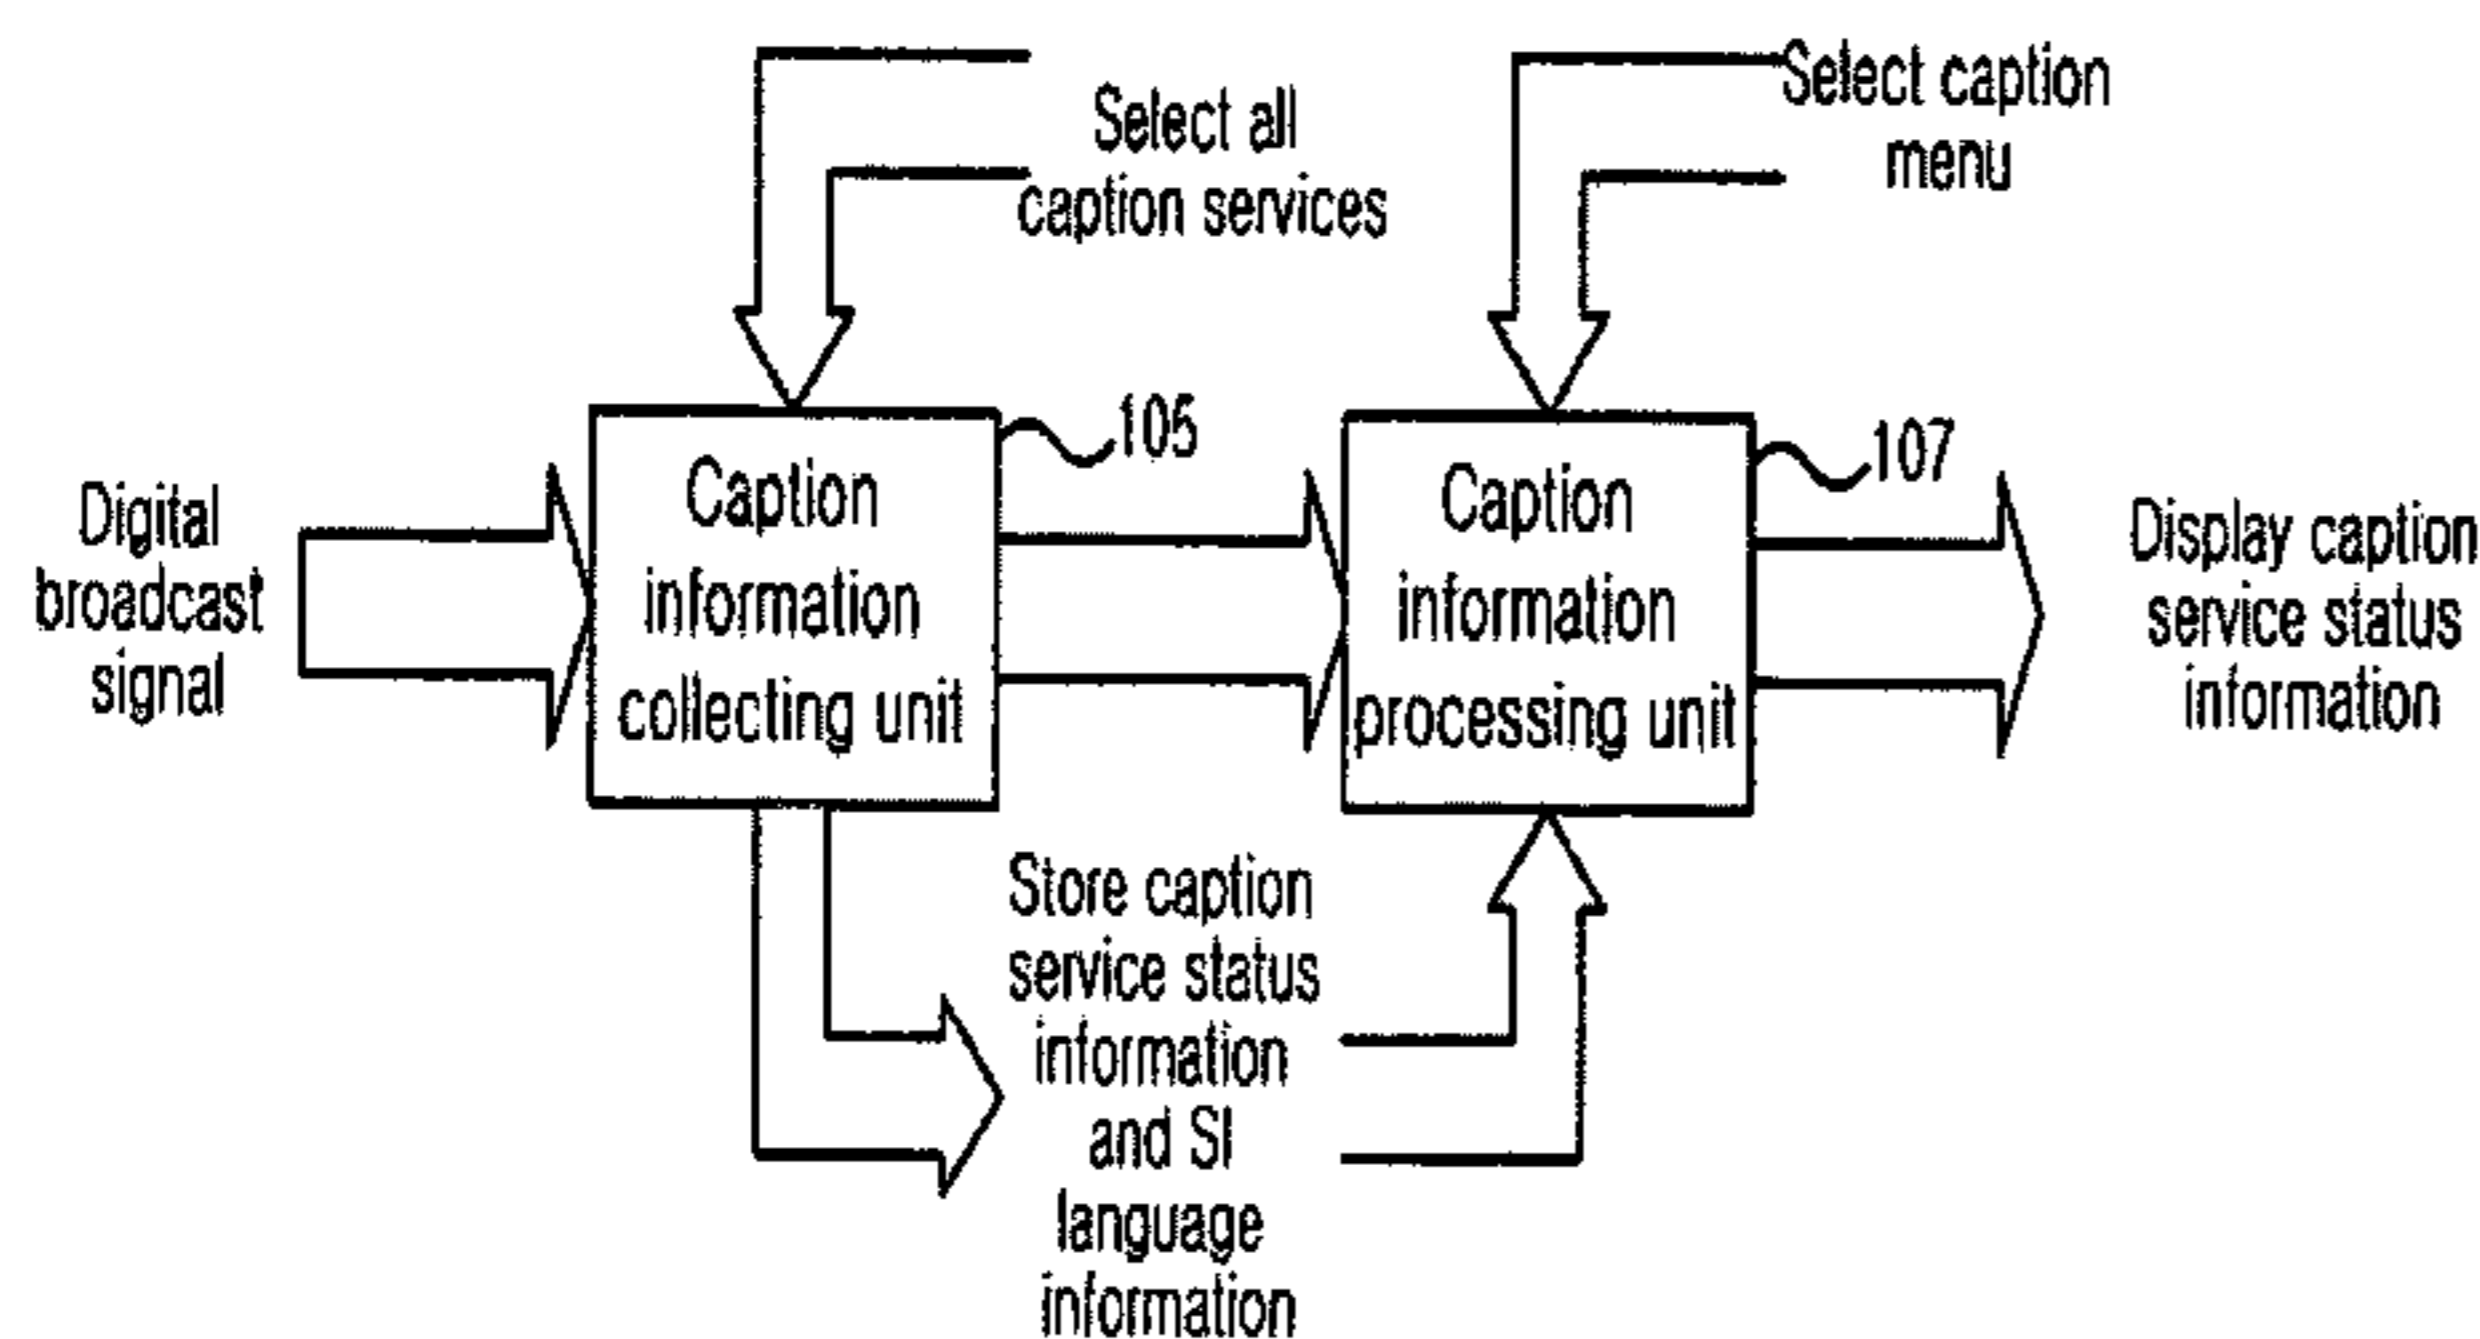 Select all
caption services
Select caption
menu
105
107
Digital
broadcast
signal
Caption
information
collecting unit
Caption
information
processing unit
Display caption
service status
information
Store caption
service status
information
and SI
language
information